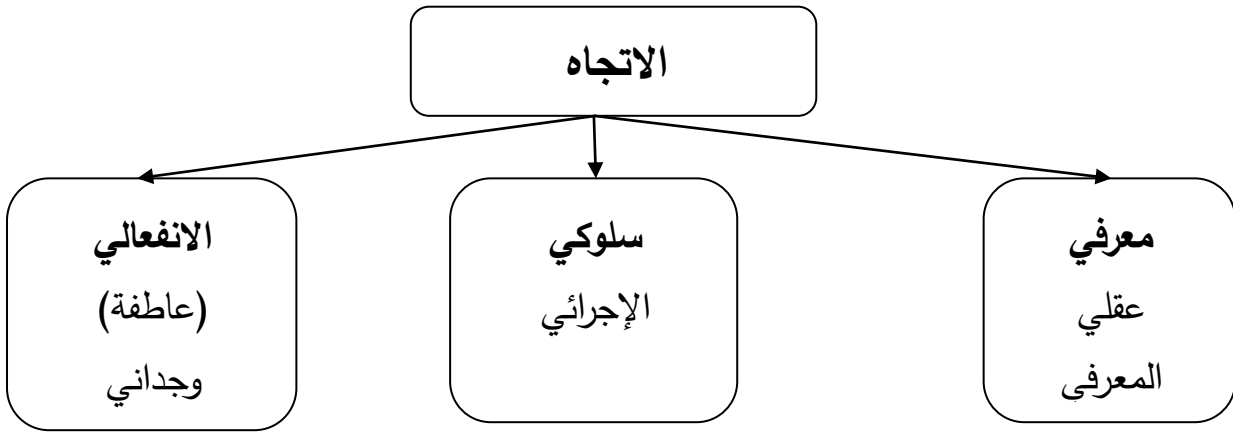 الاتجاه
معرفي
عقلي
المعرفي
سلوكي
الإجرائي
الانفعالي
(عاطفة)
وجداني